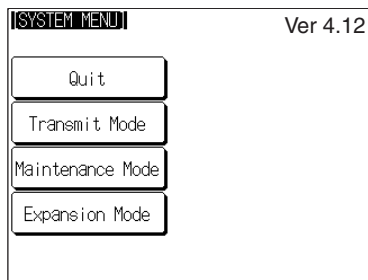 [SYSTEM MENU]
Ver 4.12
Quit
Transmit Mode
Maintenance Mode
Expansion Mode